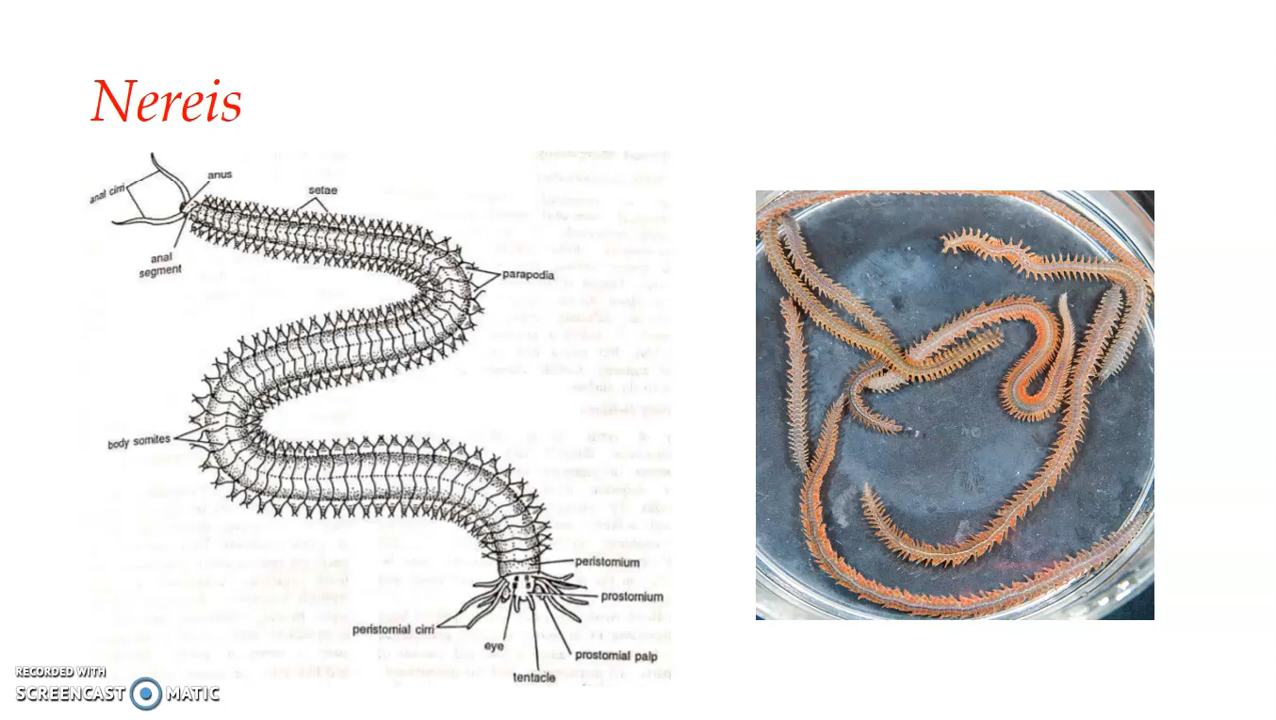 Nereis
anus
anal cirri
setae
anal
segment
parapodia
body somites
peristomium
prostomium
peristomial cirri
eye
prostomial palp
tentacle
RECORDED WITH
SCREENCAST MATIC